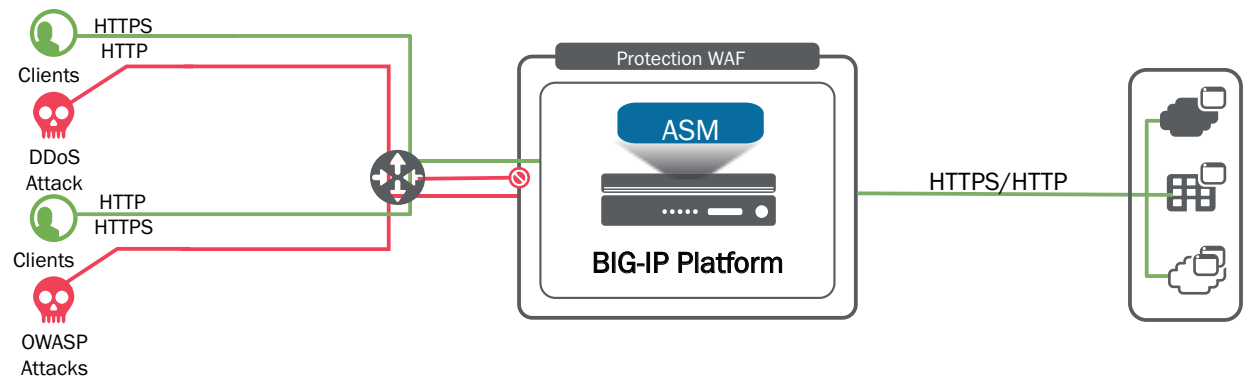 HTTPS
HTTP
Clients
DDoS
Attack
HTTP
HTTPS
Clients
OWASP
Attacks
Protection WAF
ASM
BIG-IP Platform
HTTPS/HTTP